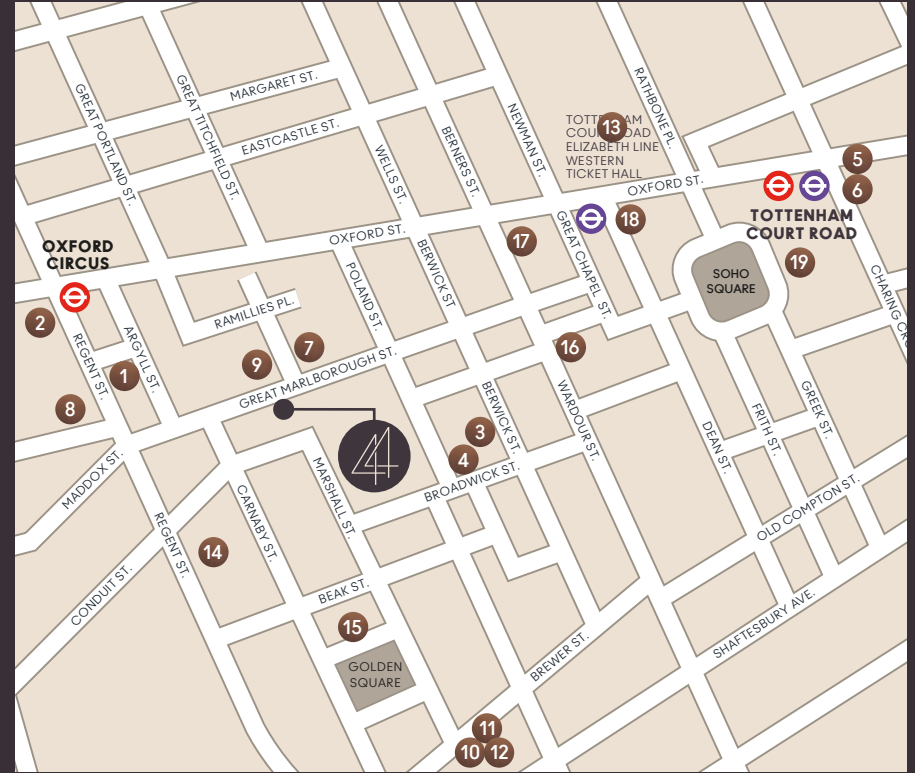 MARGARET ST.
GREAT PORTLAND ST.
GREAT TITCHFIELD ST.
EASTCASTLE ST.
WELLS ST.
BERNERS ST.
NEWMAN ST.
RATHBONE PL.
13
COURT ROAD
ELIZABETH LINE
WESTERN
TICKET HALL
OXFORD ST.
5
6
TOTTENHAM
COURT ROAD
18
17
19
OXFORD ST.
OXFORD
CIRCUS
BERWICK ST.
GREAT CHAPEL ST.
SOHO
SQUARE
POLAND ST.
RAMILLIES PL.
2
REGENT ST.
ARGYLL ST.
1
8
9
7
GREAT MARLBOROUGH ST.
16
44
3
4
BERWICK ST.
WARDOUR ST.
DEAN ST.
FRITH ST.
GREEK ST.
MADDOX ST.
REGENT ST.
CARNABY ST.
MARSHALL ST.
BROADWICK ST.
OLD COMPTON ST.
14
CONDUIT ST.
BEAK ST.
15
GOLDEN
SQUARE
BREWER ST.
SHAFTESBURY AVE.
11
10
12